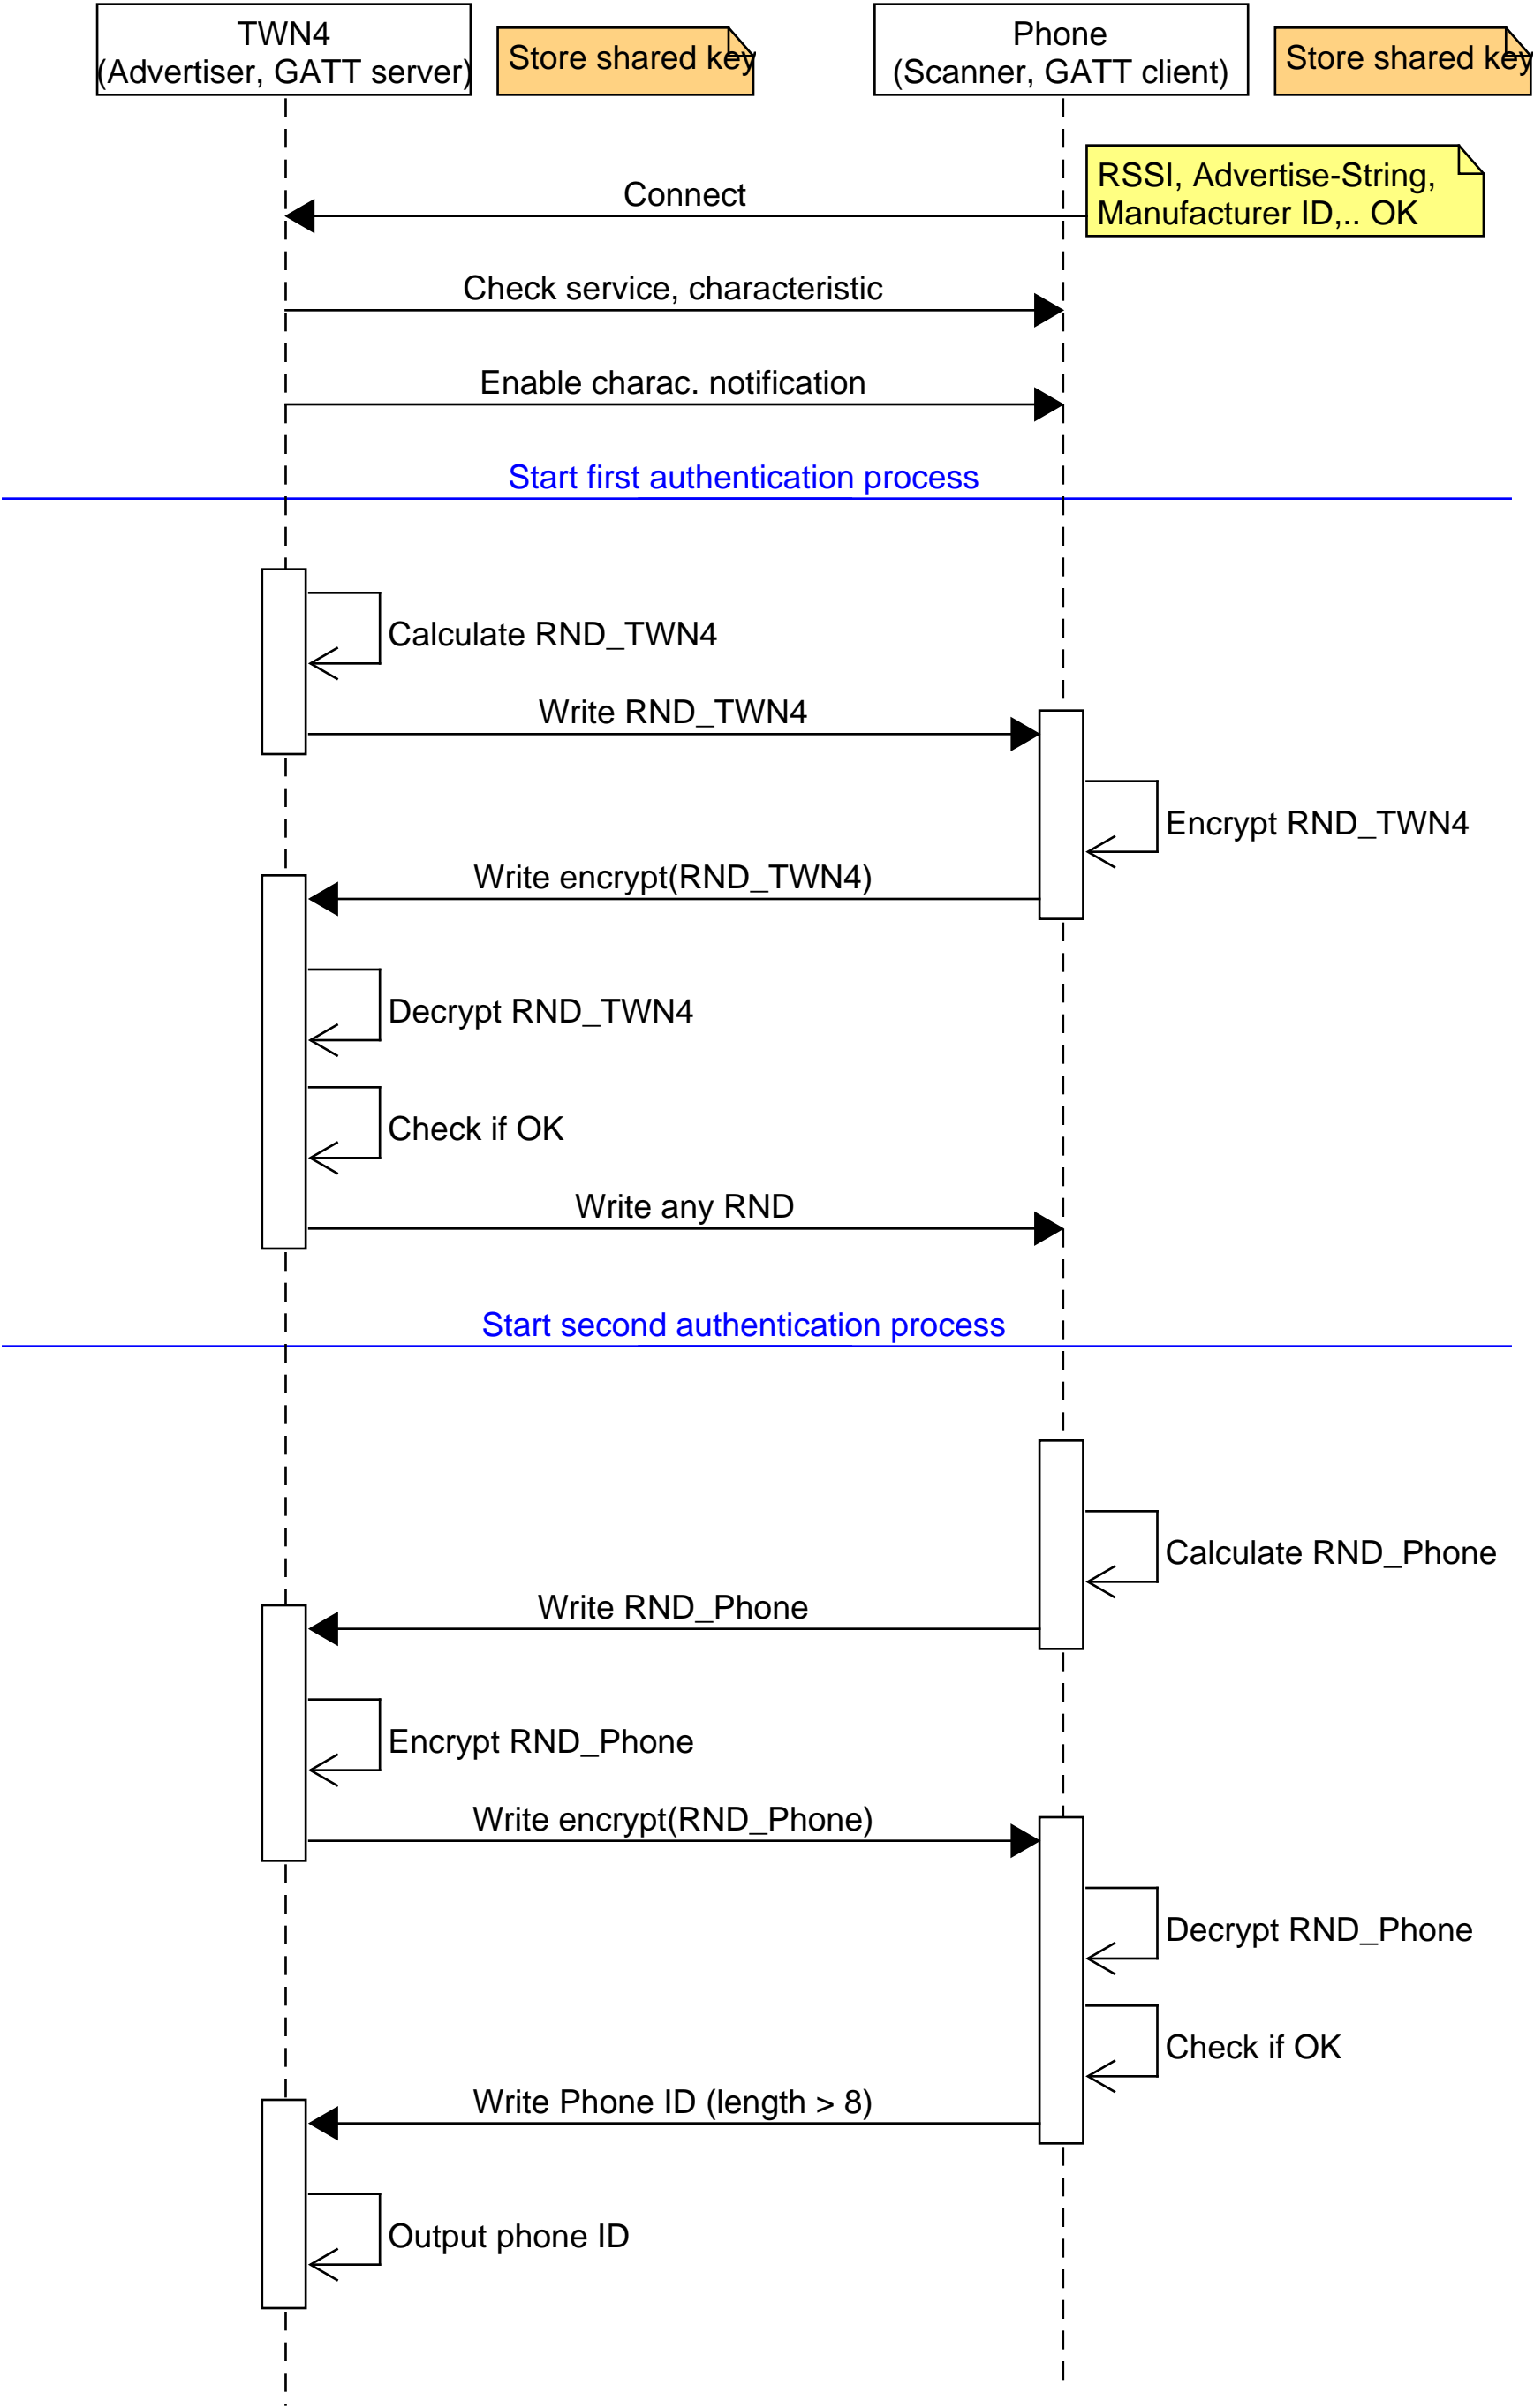 TWN4
(Advertiser, GATT server)
Store shared key
Phone
(Scanner, GATT client)
Store shared key
RSSI, Advertise-String,
Manufacturer ID,.. OK
Connect
Check service, characteristic
Enable charac. notification
Start first authentication process
Calculate RND_TWN4
Write RND_TWN4
Encrypt RND_TWN4
Write encrypt(RND_TWN4)
Decrypt RND_TWN4
Check if OK
Write any RND
Start second authentication process
Calculate RND_Phone
Write RND_Phone
Encrypt RND_Phone
Write encrypt(RND_Phone)
Decrypt RND_Phone
Check if OK
Write Phone ID (length > 8)
Output phone ID